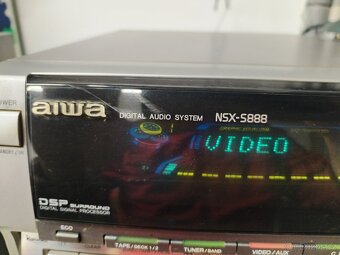 aiwa DIGITAL AUDIO SYSTEM NSX-S888
POWER
VIDEO
DSP SURROUND
DIGITAL SIGNAL PROCESSOR
ECO
TAPE/DECK 1/2 TUNER/BAND VIDEO/AUX